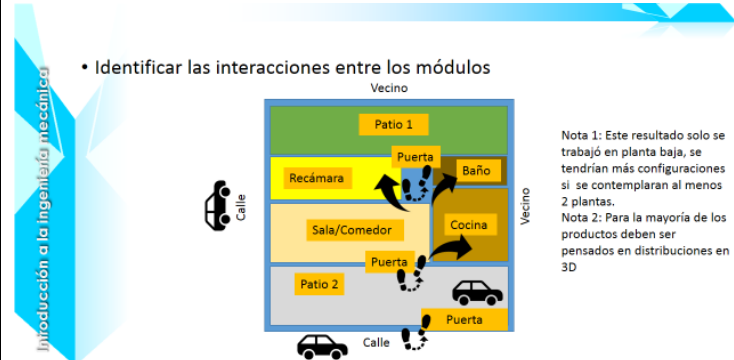 Introducción a la ingeniería mecánica
• Identificar las interacciones entre los módulos
Vecino
Patio 1
Puerta
Baño
Recámara
Calle
Vecino
Sala/Comedor
Cocina
Puerta
Patio 2
Puerta
Calle
Nota 1: Este resultado solo se
trabajó en planta baja, se
tendrían más configuraciones
si se contemplaran al menos
2 plantas.
Nota 2: Para la mayoría de los
productos deben ser
pensados en distribuciones en
3D